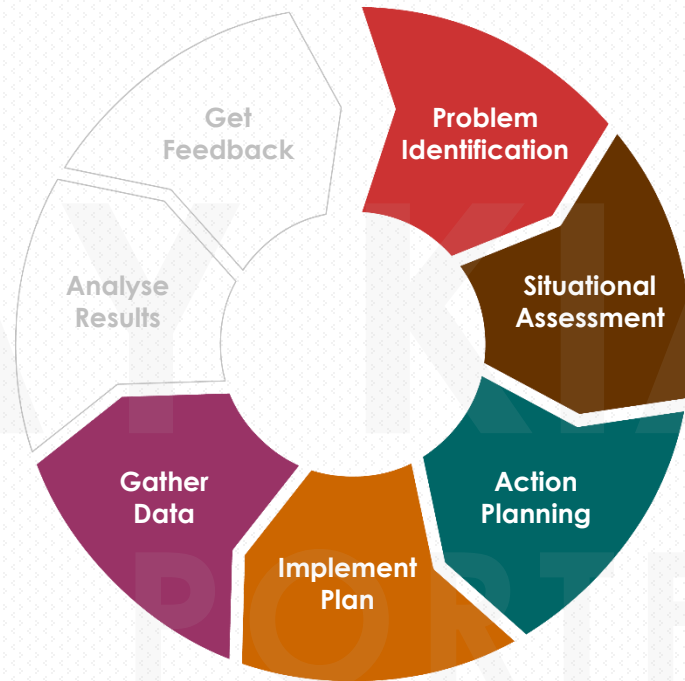 Problem
Identification
Situational
Assessment
Action
Planning
Implement
Plan
Gather
Data
Analyse
Results
Get
Feedback